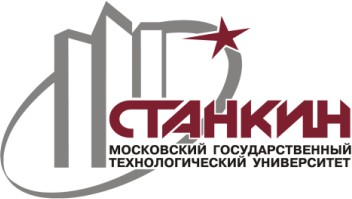 СТАНКИН
МОСКОВСКИЙ ГОСУДАРСТВЕННЫЙ
ТЕХНОЛОГИЧЕСКИЙ УНИВЕРСИТЕТ